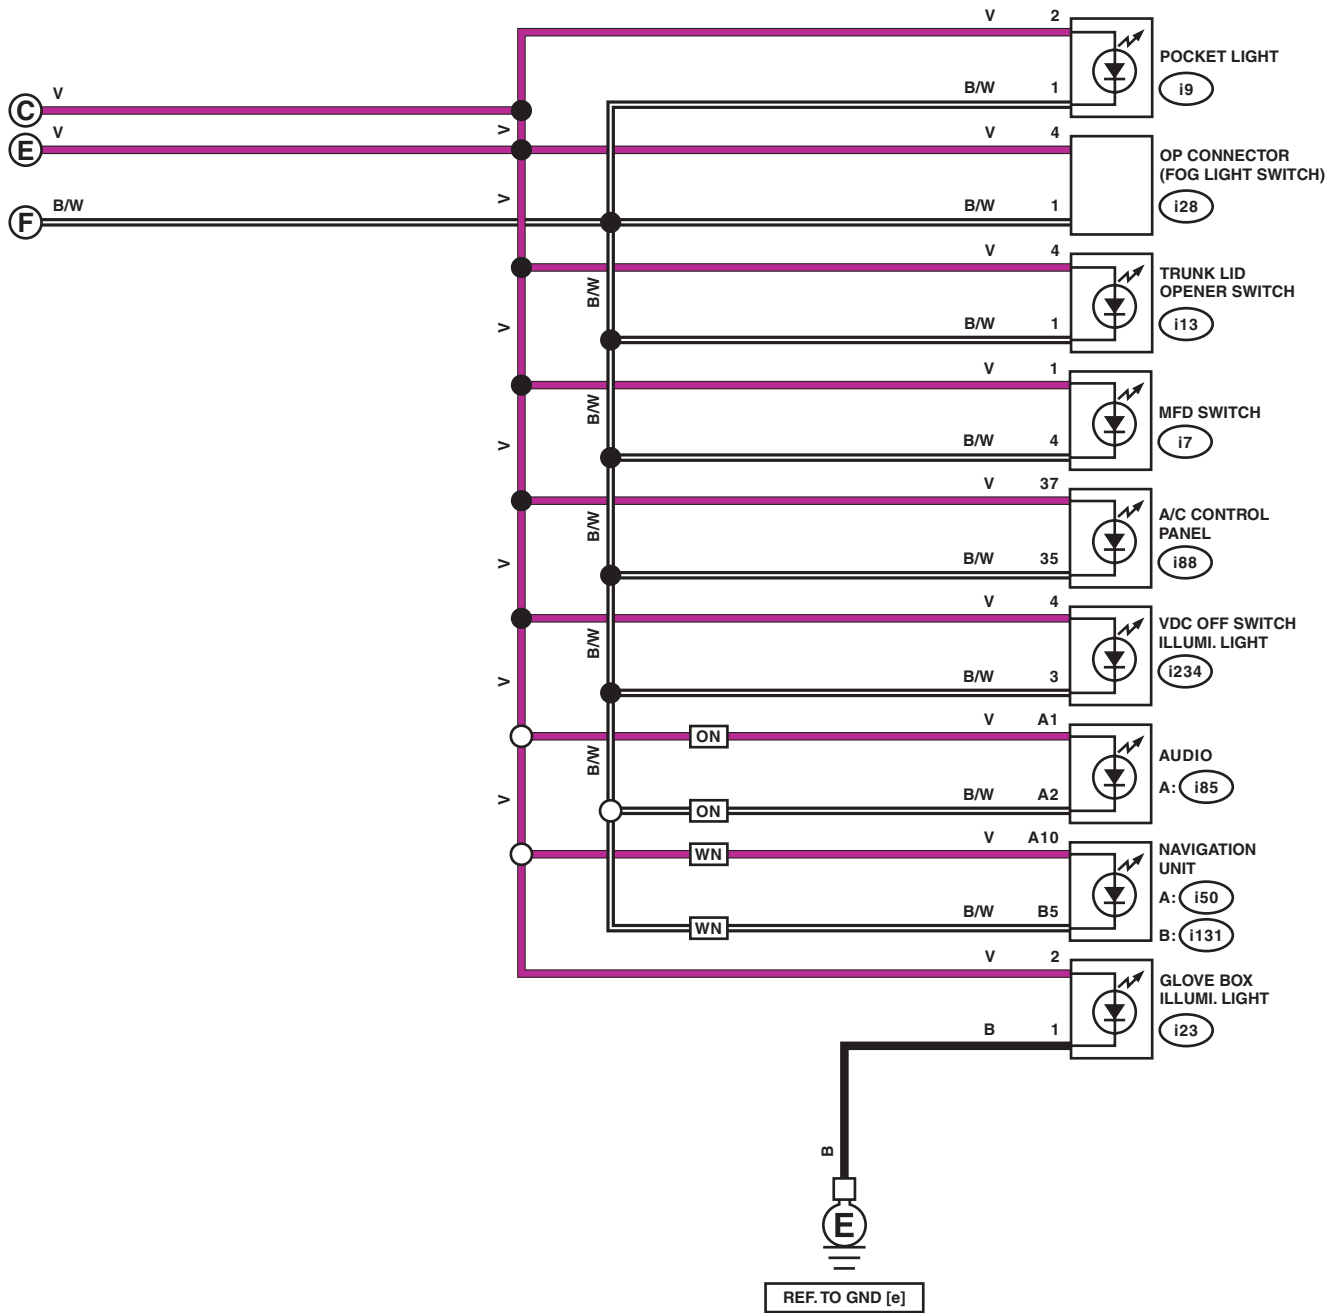 V 2
POCKET LIGHT
B/W 1
i9
C V
V
E V
V 4
OP CONNECTOR
(FOG LIGHT SWITCH)
V
F B/W
B/W 1
i28
V 4
TRUNK LID
OPENER SWITCH
B/W
V
B/W 1
i13
V 1
MFD SWITCH
B/W
V
B/W 4
i7
V 37
A/C CONTROL
PANEL
B/W
V
B/W 35
i88
V 4
VDC OFF SWITCH
ILLUMI. LIGHT
B/W
V
B/W 3
i234
V A1
ON
AUDIO
B/W
V
B/W A2
A: i85
ON
V A10
WN
NAVIGATION
UNIT
A: i50
B/W B5
WN
B: i131
V 2
GLOVE BOX
ILLUMI. LIGHT
B 1
i23
B
E
REF. TO GND [e]